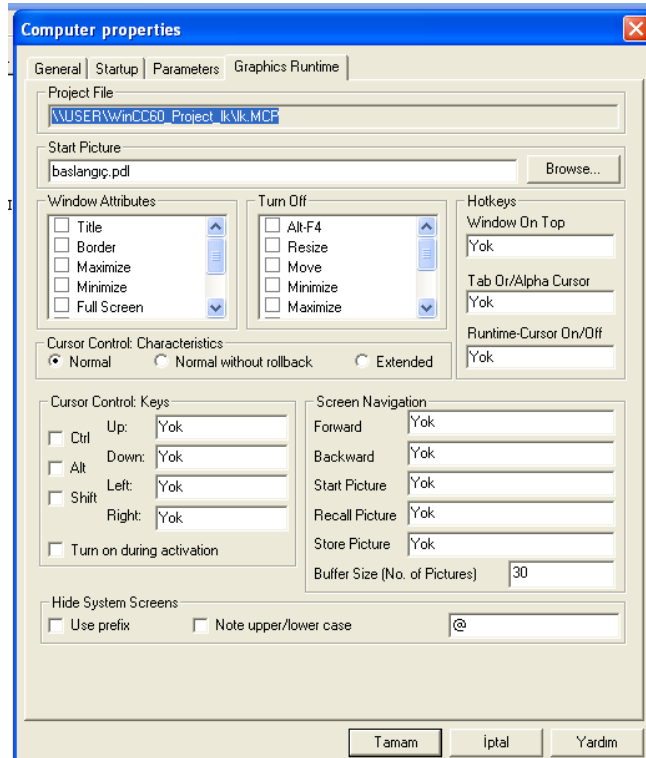 Computer properties
General Startup Parameters Graphics Runtime
Project File
\\USER\WinCC60_Project_lk\lk.MCP
Start Picture
baslangıç.pdl Browse...
Window Attributes
Title
Border
Maximize
Minimize
Full Screen
Turn Off
Alt-F4
Resize
Move
Minimize
Maximize
Hotkeys
Window On Top
Yok
Tab Or/Alpha Cursor
Yok
Runtime-Cursor On/Off
Yok
Cursor Control: Characteristics
Normal Normal without rollback Extended
Cursor Control: Keys
Ctrl
Alt
Shift
Up: Yok
Down: Yok
Left: Yok
Right: Yok
Turn on during activation
Screen Navigation
Forward Yok
Backward Yok
Start Picture Yok
Recall Picture Yok
Store Picture Yok
Buffer Size (No. of Pictures) 30
Hide System Screens
Use prefix Note upper/lower case @
Tamam İptal Yardım